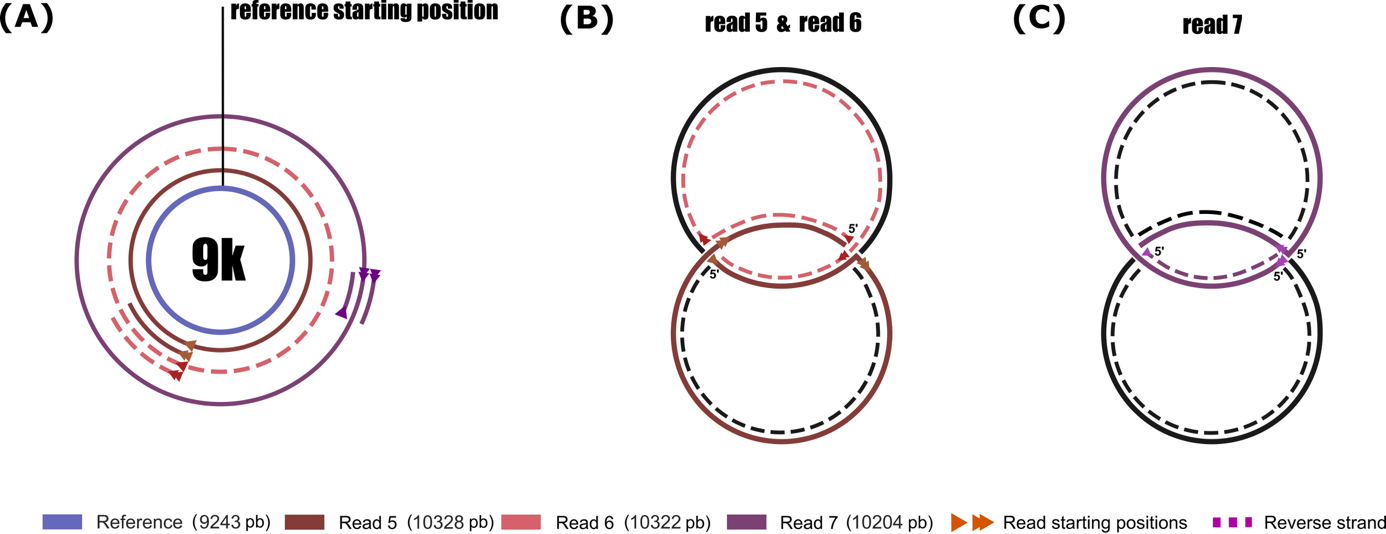 (A)
reference starting position
9k
(B)
read 5 & read 6
5'
5'
(C)
read 7
5'
5'
5'
Reference (9243 pb)
Read 5 (10328 pb)
Read 6 (10322 pb)
Read 7 (10204 pb)
Read starting positions
Reverse strand